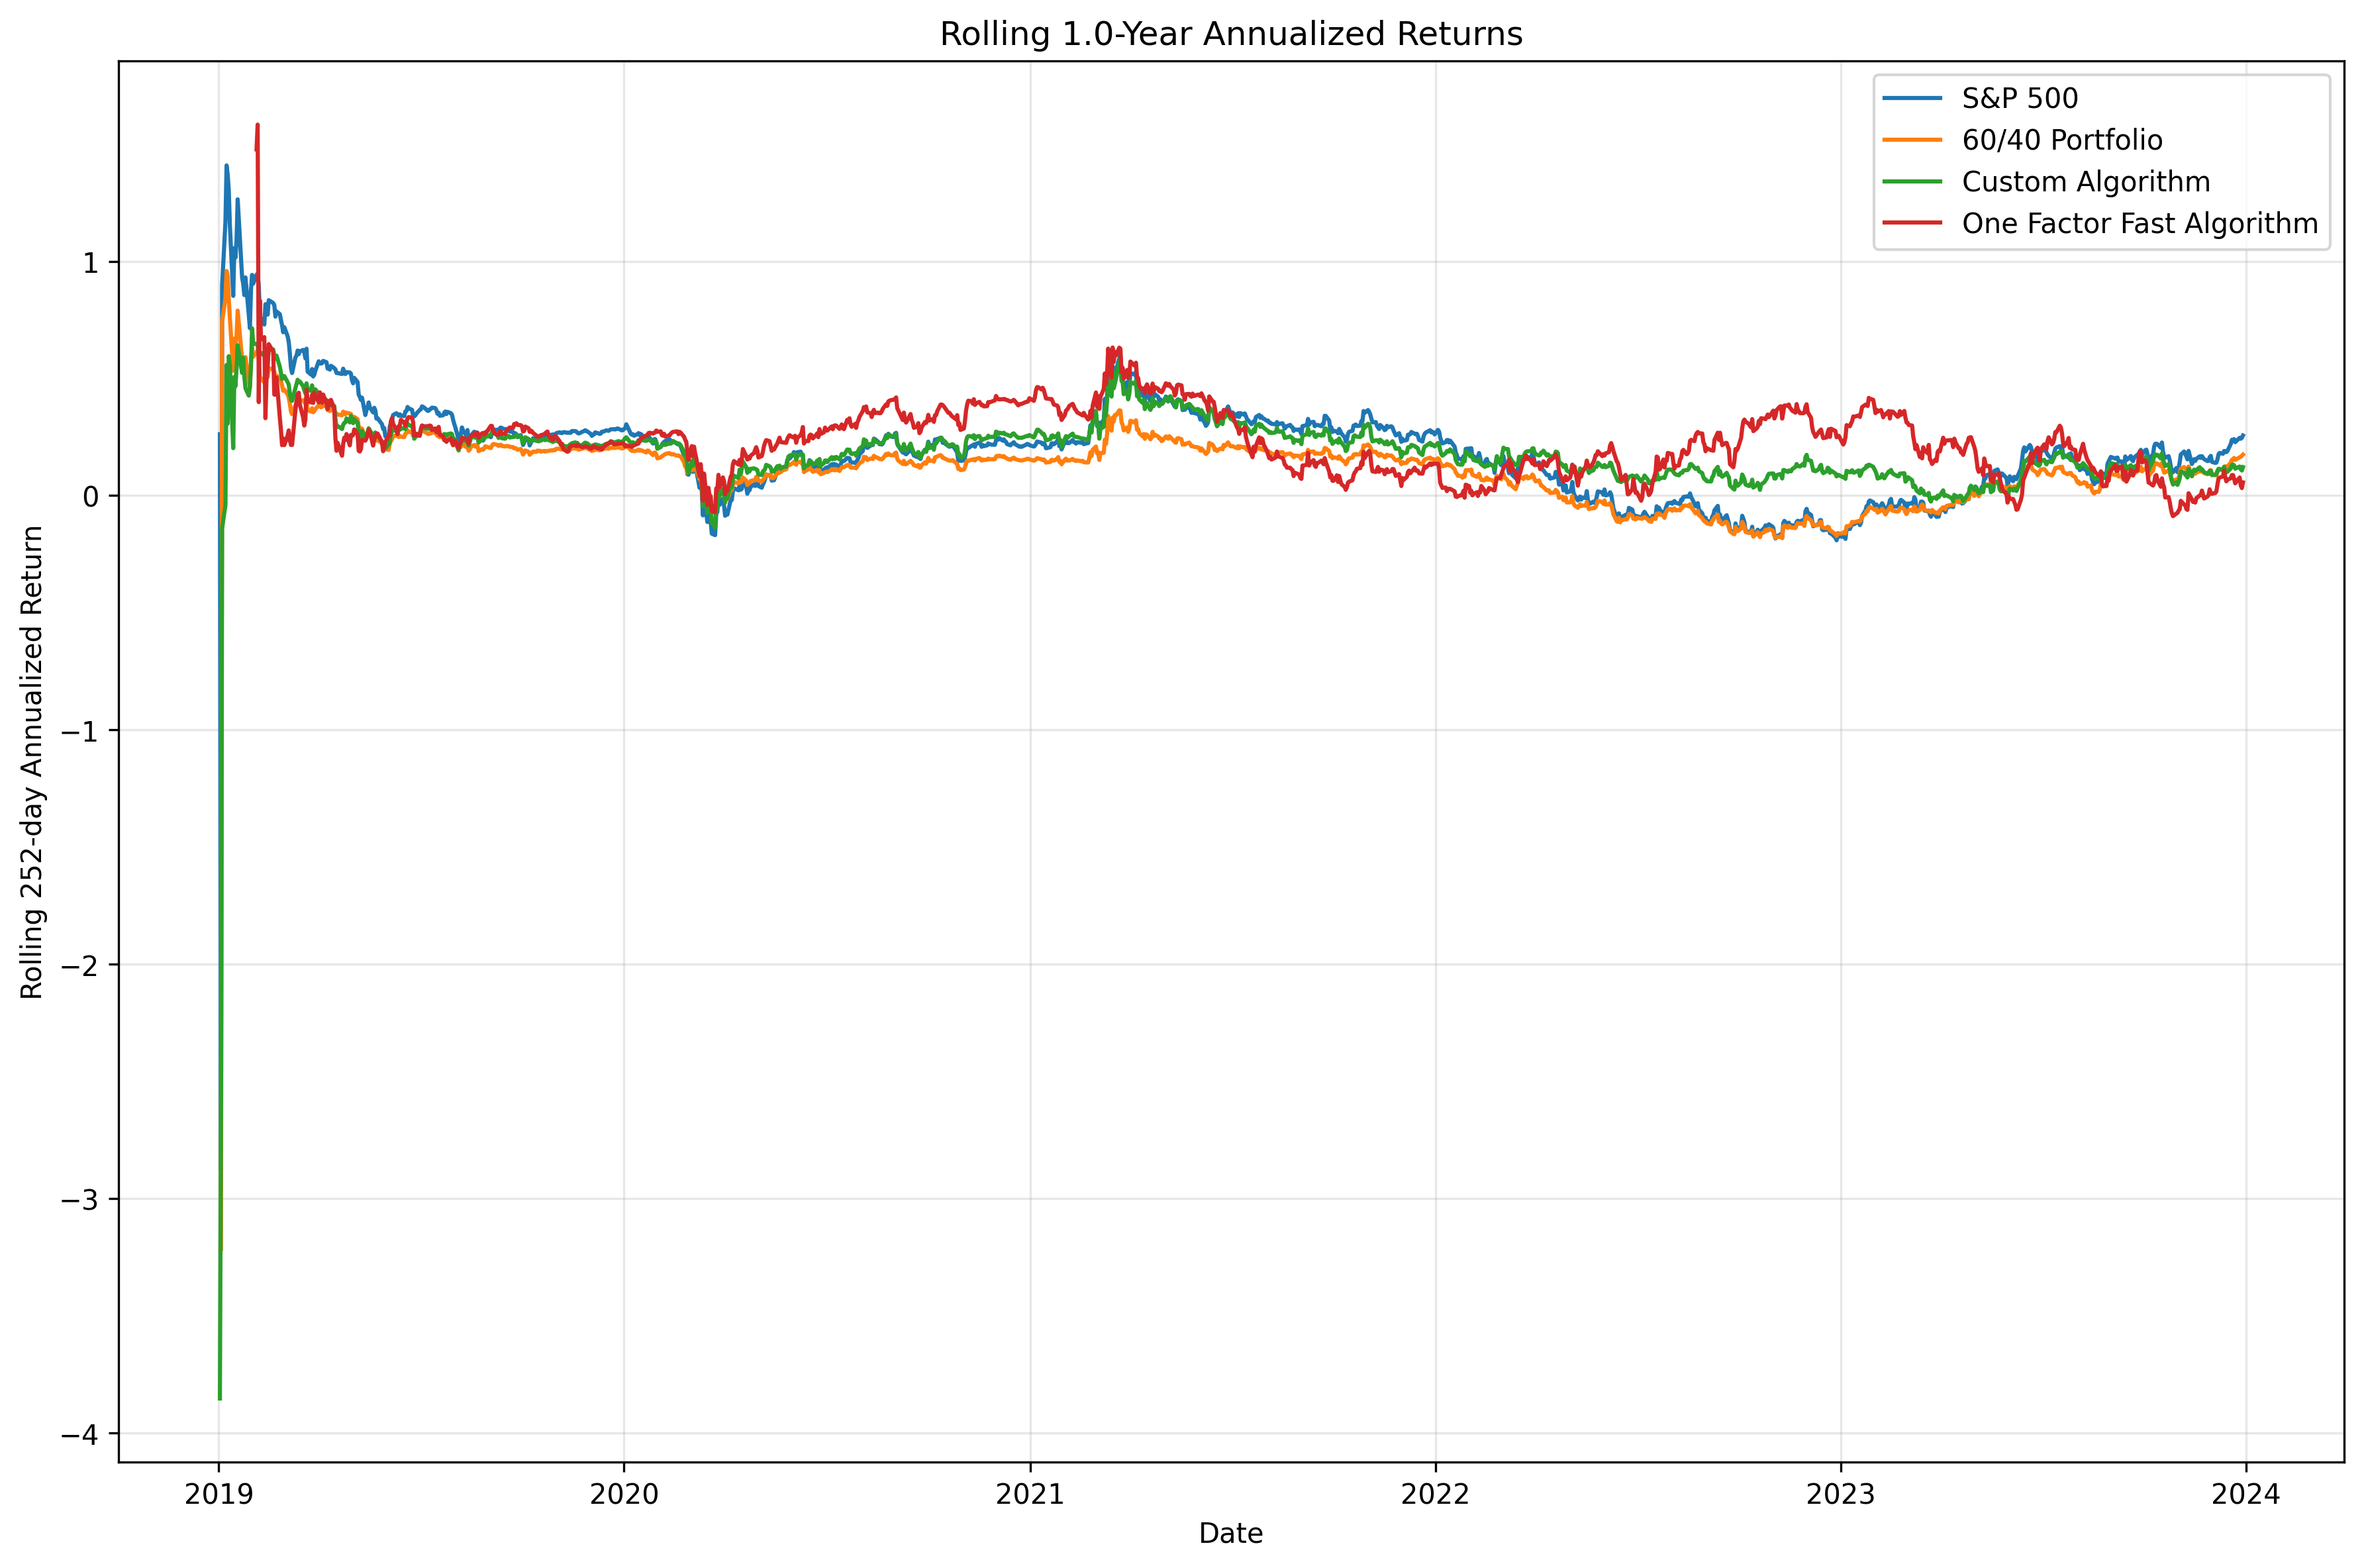 Rolling 1.0-Year Annualized Returns
S&P 500
60/40 Portfolio
Custom Algorithm
One Factor Fast Algorithm
Rolling 252-day Annualized Return
1
0
−1
−2
−3
−4
2019
2020
2021
2022
2023
2024
Date